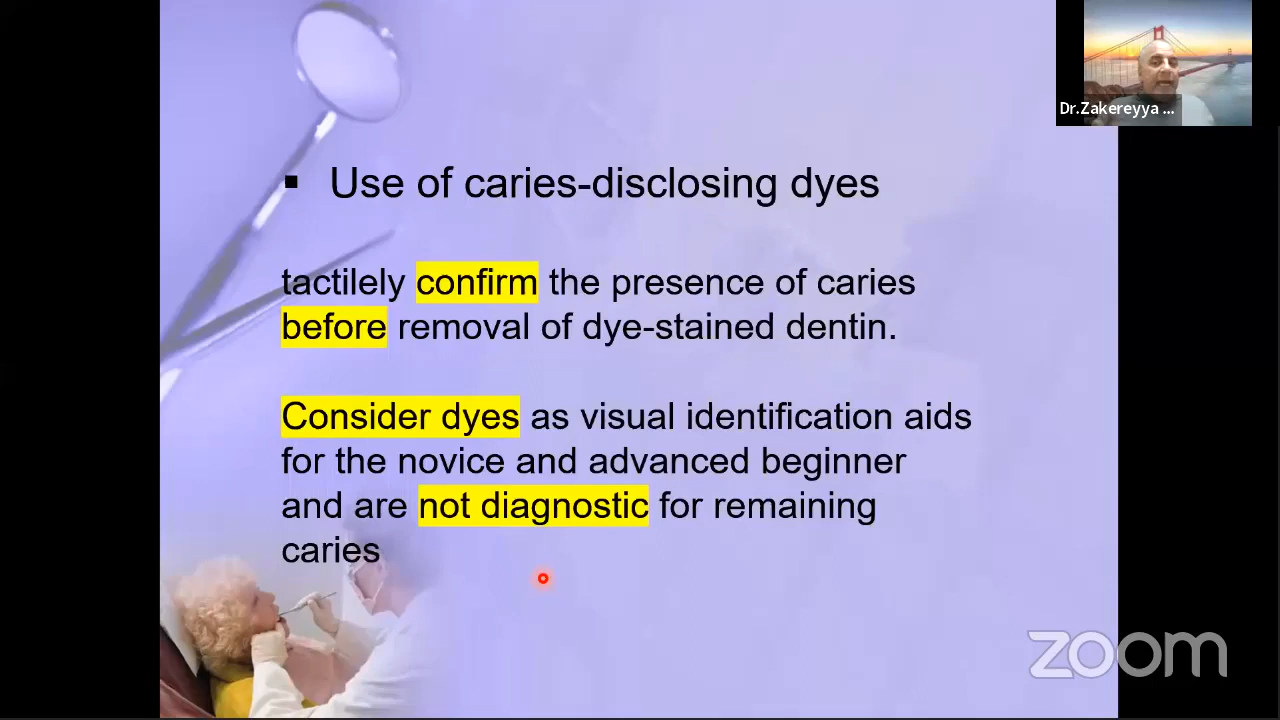 Dr.Zakereyya ...
▪ Use of caries-disclosing dyes
tactilely confirm the presence of caries
before removal of dye-stained dentin.
Consider dyes as visual identification aids
for the novice and advanced beginner
and are not diagnostic for remaining
caries
zoom